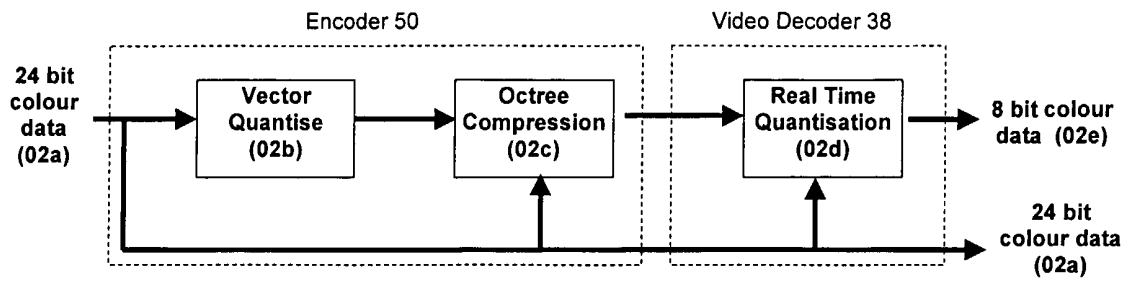 Encoder 50
Video Decoder 38
24 bit
colour
data
(02a)
Vector
Quantise
(02b)
Octree
Compression
(02c)
Real Time
Quantisation
(02d)
8 bit colour
data (02e)
24 bit
colour data
(02a)